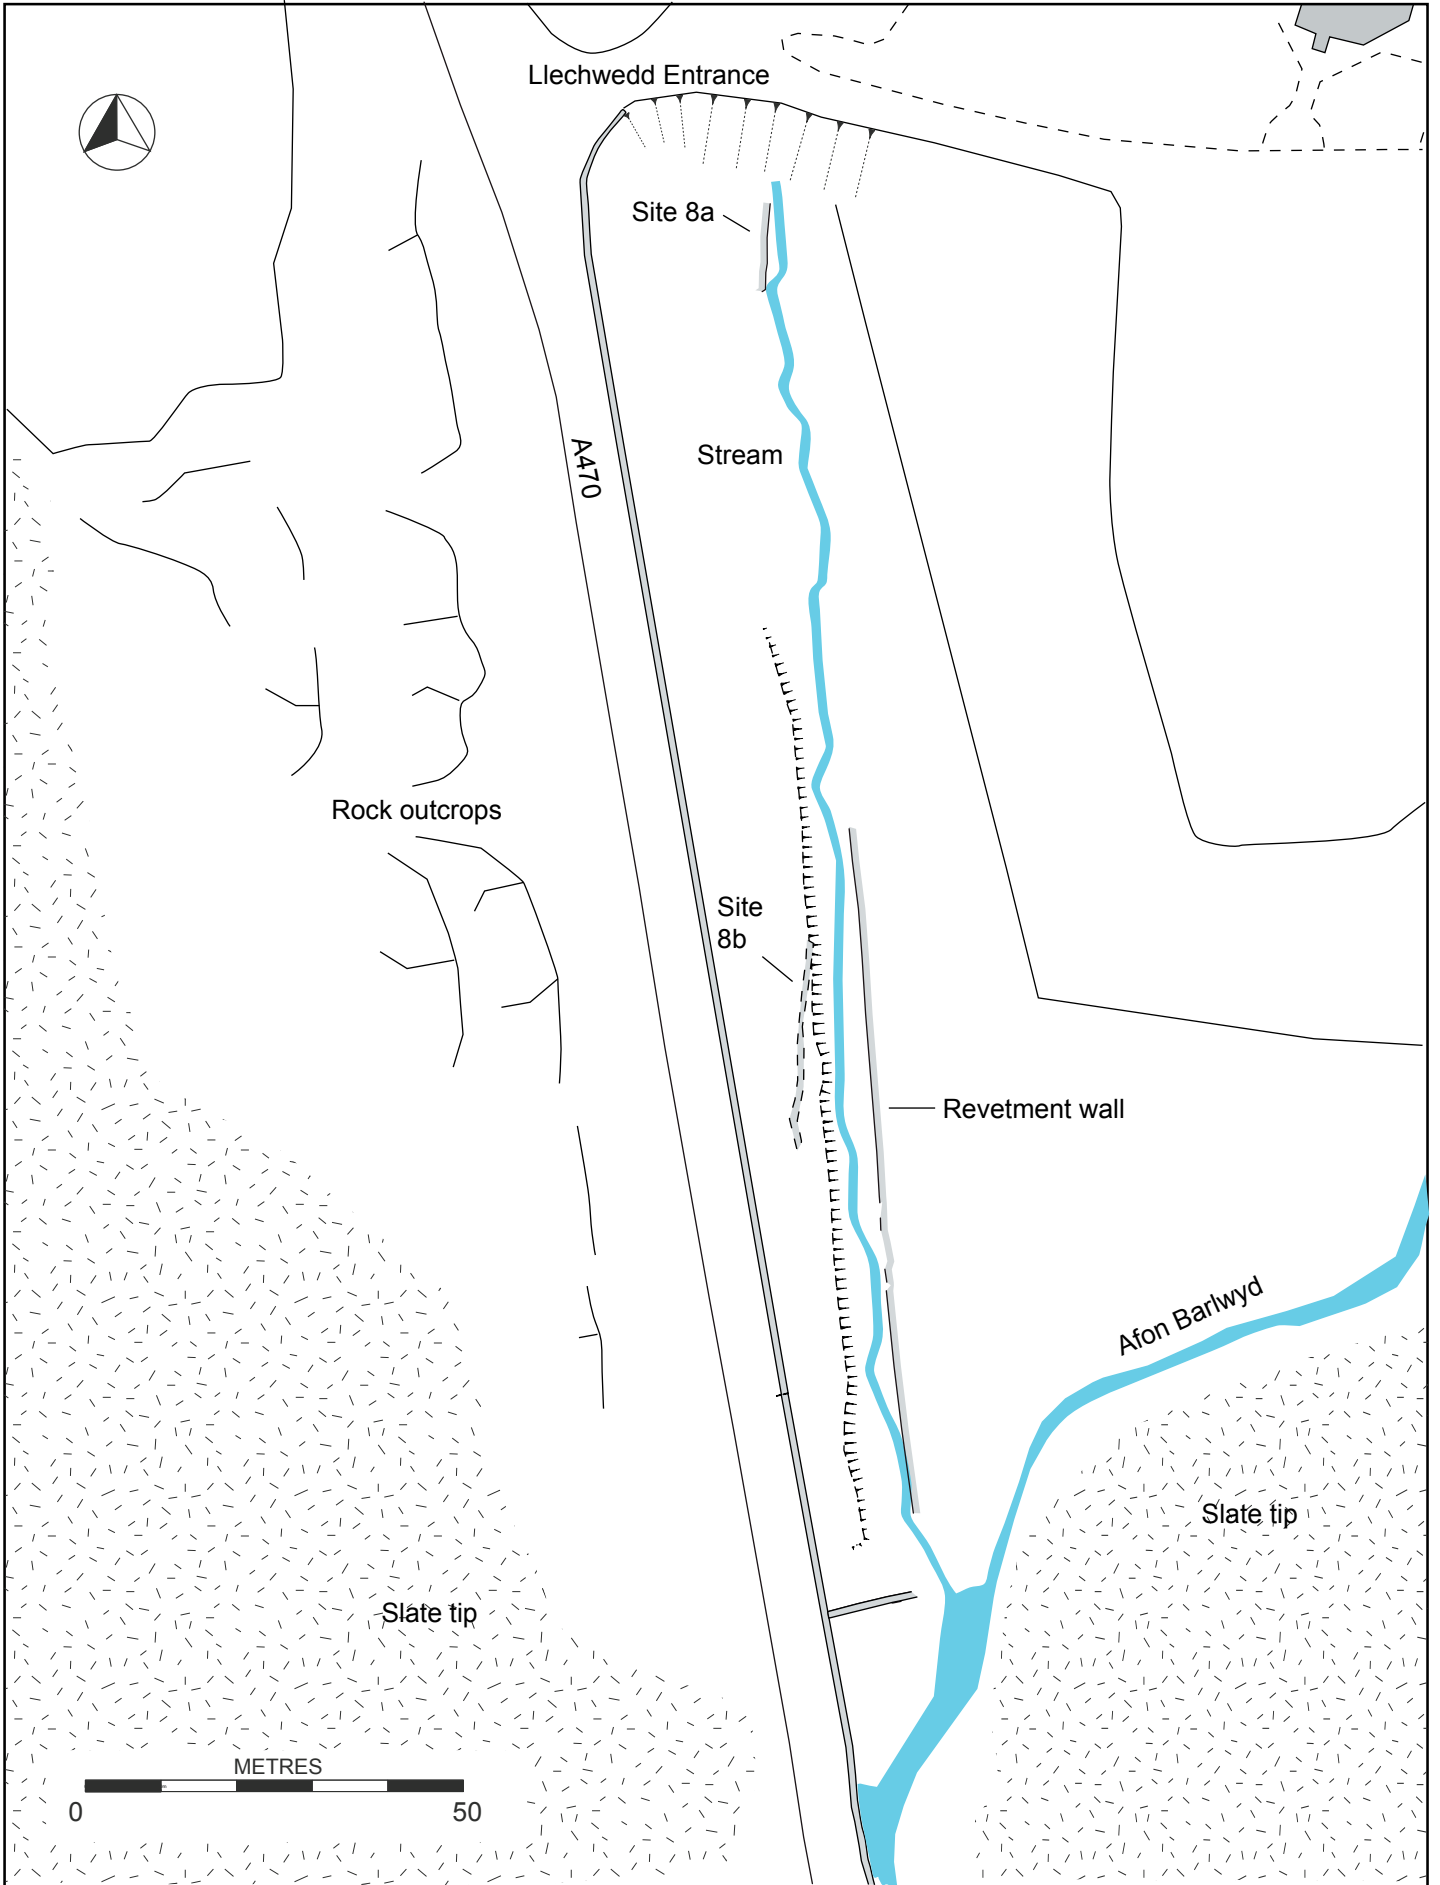 Llechwedd Entrance
Site 8a
A470
Stream
Rock outcrops
Site
8b
Revetment wall
Afon Barlwyd
Slate tip
Slate tip
METRES
0 50